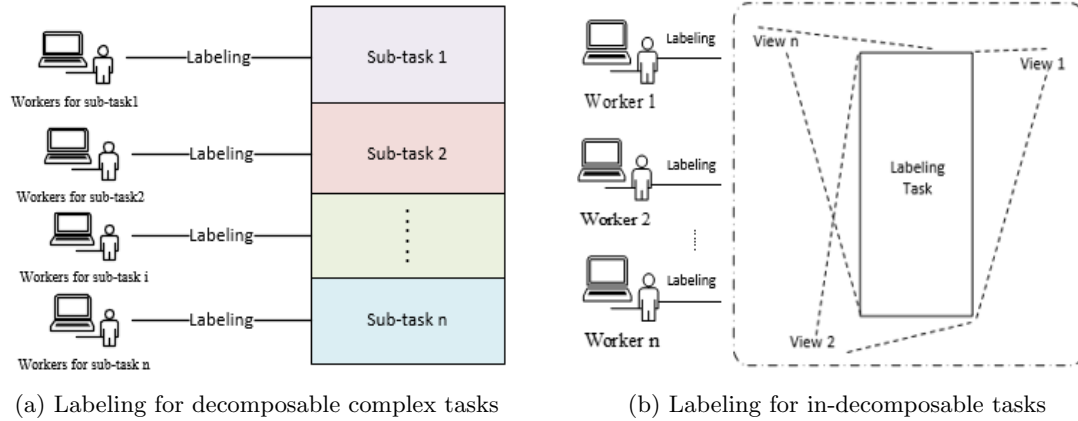 Workers for sub-task1
Labeling
Sub-task 1
Workers for sub-task2
Labeling
Sub-task 2
Workers for sub-task i
Labeling
Workers for sub-task n
Labeling
Sub-task n
(a) Labeling for decomposable complex tasks
Worker 1
Labeling
Worker 2
Labeling
Worker n
Labeling
View n
View 1
Labeling
Task
View 2
(b) Labeling for in-decomposable tasks